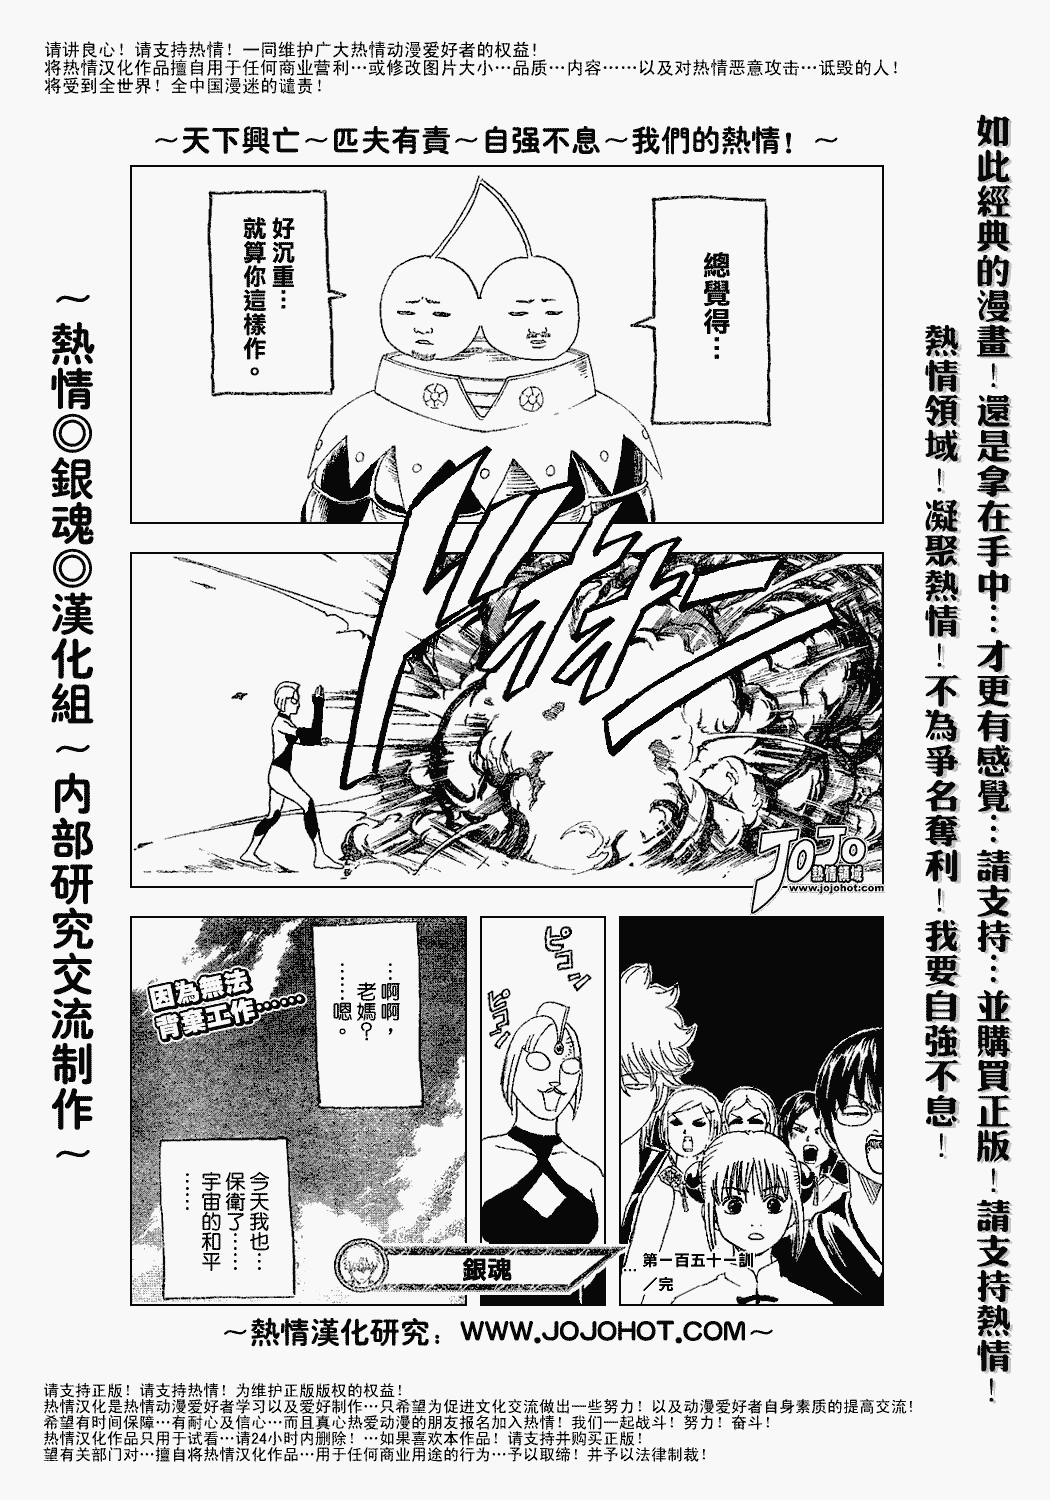 请讲良心！请支持热情！一同维护广大热情动漫爱好者的权益！
将热情汉化作品擅自用于任何商业营利…或修改图片大小…品质…内容……以及对热情恶意攻击…诋毁的人！
将受到全世界！全中国漫迷的谴责！
～天下興亡～匹夫有責～自强不息～我們的熱情！～
如此經典的漫畫！還是拿在手中…才更有感覺…請支持…並購買正版！請支持熱情！
熱情領域！凝聚熱情！不為爭名奪利！我要自強不息！
～熱情◎銀魂◎漢化組～内部研究交流制作～
總覺得…
好沉重…
就算你這樣作。
ドォォーン
JOJO
熱情領域
www.jojohot.com
ピコン
ピコン
…啊啊，
老媽？
……嗯。
因為無法
背棄工作……
今天我也…
保衛了……
宇宙的和平
……
銀魂
… 第一百五十一訓
／完
～熱情漢化研究：WWW.JOJOHOT.COM～
请支持正版！请支持热情！为维护正版版权的权益！
热情汉化是热情动漫爱好者学习以及爱好制作…只希望为促进文化交流做出一些努力！以及动漫爱好者自身素质的提高交流！
希望有时间保障…有耐心及信心…而且真心热爱动漫的朋友报名加入热情！我们一起战斗！努力！奋斗！
热情汉化作品只用于试看…请24小时内删除！…如果喜欢本作品！请支持并购买正版！
望有关部门对…擅自将热情汉化作品…用于任何商业用途的行为…予以取缔！并予以法律制裁！